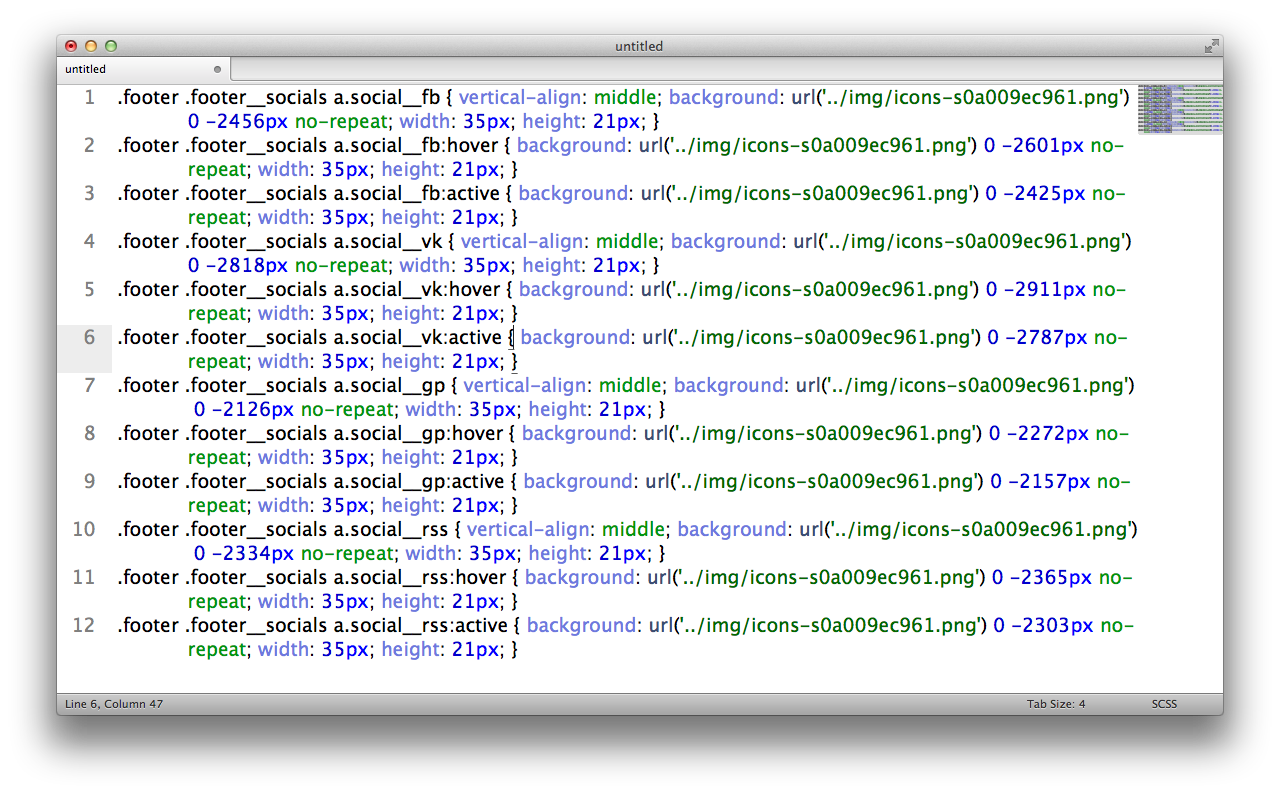 untitled
untitled
1 .footer .footer__socials a.social__fb { vertical-align: middle; background: url('../img/icons-s0a009ec961.png')
0 -2456px no-repeat; width: 35px; height: 21px; }
2 .footer .footer__socials a.social__fb:hover { background: url('../img/icons-s0a009ec961.png') 0 -2601px no-
repeat; width: 35px; height: 21px; }
3 .footer .footer__socials a.social__fb:active { background: url('../img/icons-s0a009ec961.png') 0 -2425px no-
repeat; width: 35px; height: 21px; }
4 .footer .footer__socials a.social__vk { vertical-align: middle; background: url('../img/icons-s0a009ec961.png')
0 -2818px no-repeat; width: 35px; height: 21px; }
5 .footer .footer__socials a.social__vk:hover { background: url('../img/icons-s0a009ec961.png') 0 -2911px no-
repeat; width: 35px; height: 21px; }
6 .footer .footer__socials a.social__vk:active { background: url('../img/icons-s0a009ec961.png') 0 -2787px no-
repeat; width: 35px; height: 21px; }
7 .footer .footer__socials a.social__gp { vertical-align: middle; background: url('../img/icons-s0a009ec961.png')
0 -2126px no-repeat; width: 35px; height: 21px; }
8 .footer .footer__socials a.social__gp:hover { background: url('../img/icons-s0a009ec961.png') 0 -2272px no-
repeat; width: 35px; height: 21px; }
9 .footer .footer__socials a.social__gp:active { background: url('../img/icons-s0a009ec961.png') 0 -2157px no-
repeat; width: 35px; height: 21px; }
10 .footer .footer__socials a.social__rss { vertical-align: middle; background: url('../img/icons-s0a009ec961.png')
0 -2334px no-repeat; width: 35px; height: 21px; }
11 .footer .footer__socials a.social__rss:hover { background: url('../img/icons-s0a009ec961.png') 0 -2365px no-
repeat; width: 35px; height: 21px; }
12 .footer .footer__socials a.social__rss:active { background: url('../img/icons-s0a009ec961.png') 0 -2303px no-
repeat; width: 35px; height: 21px; }
Line 6, Column 47 Tab Size: 4 SCSS